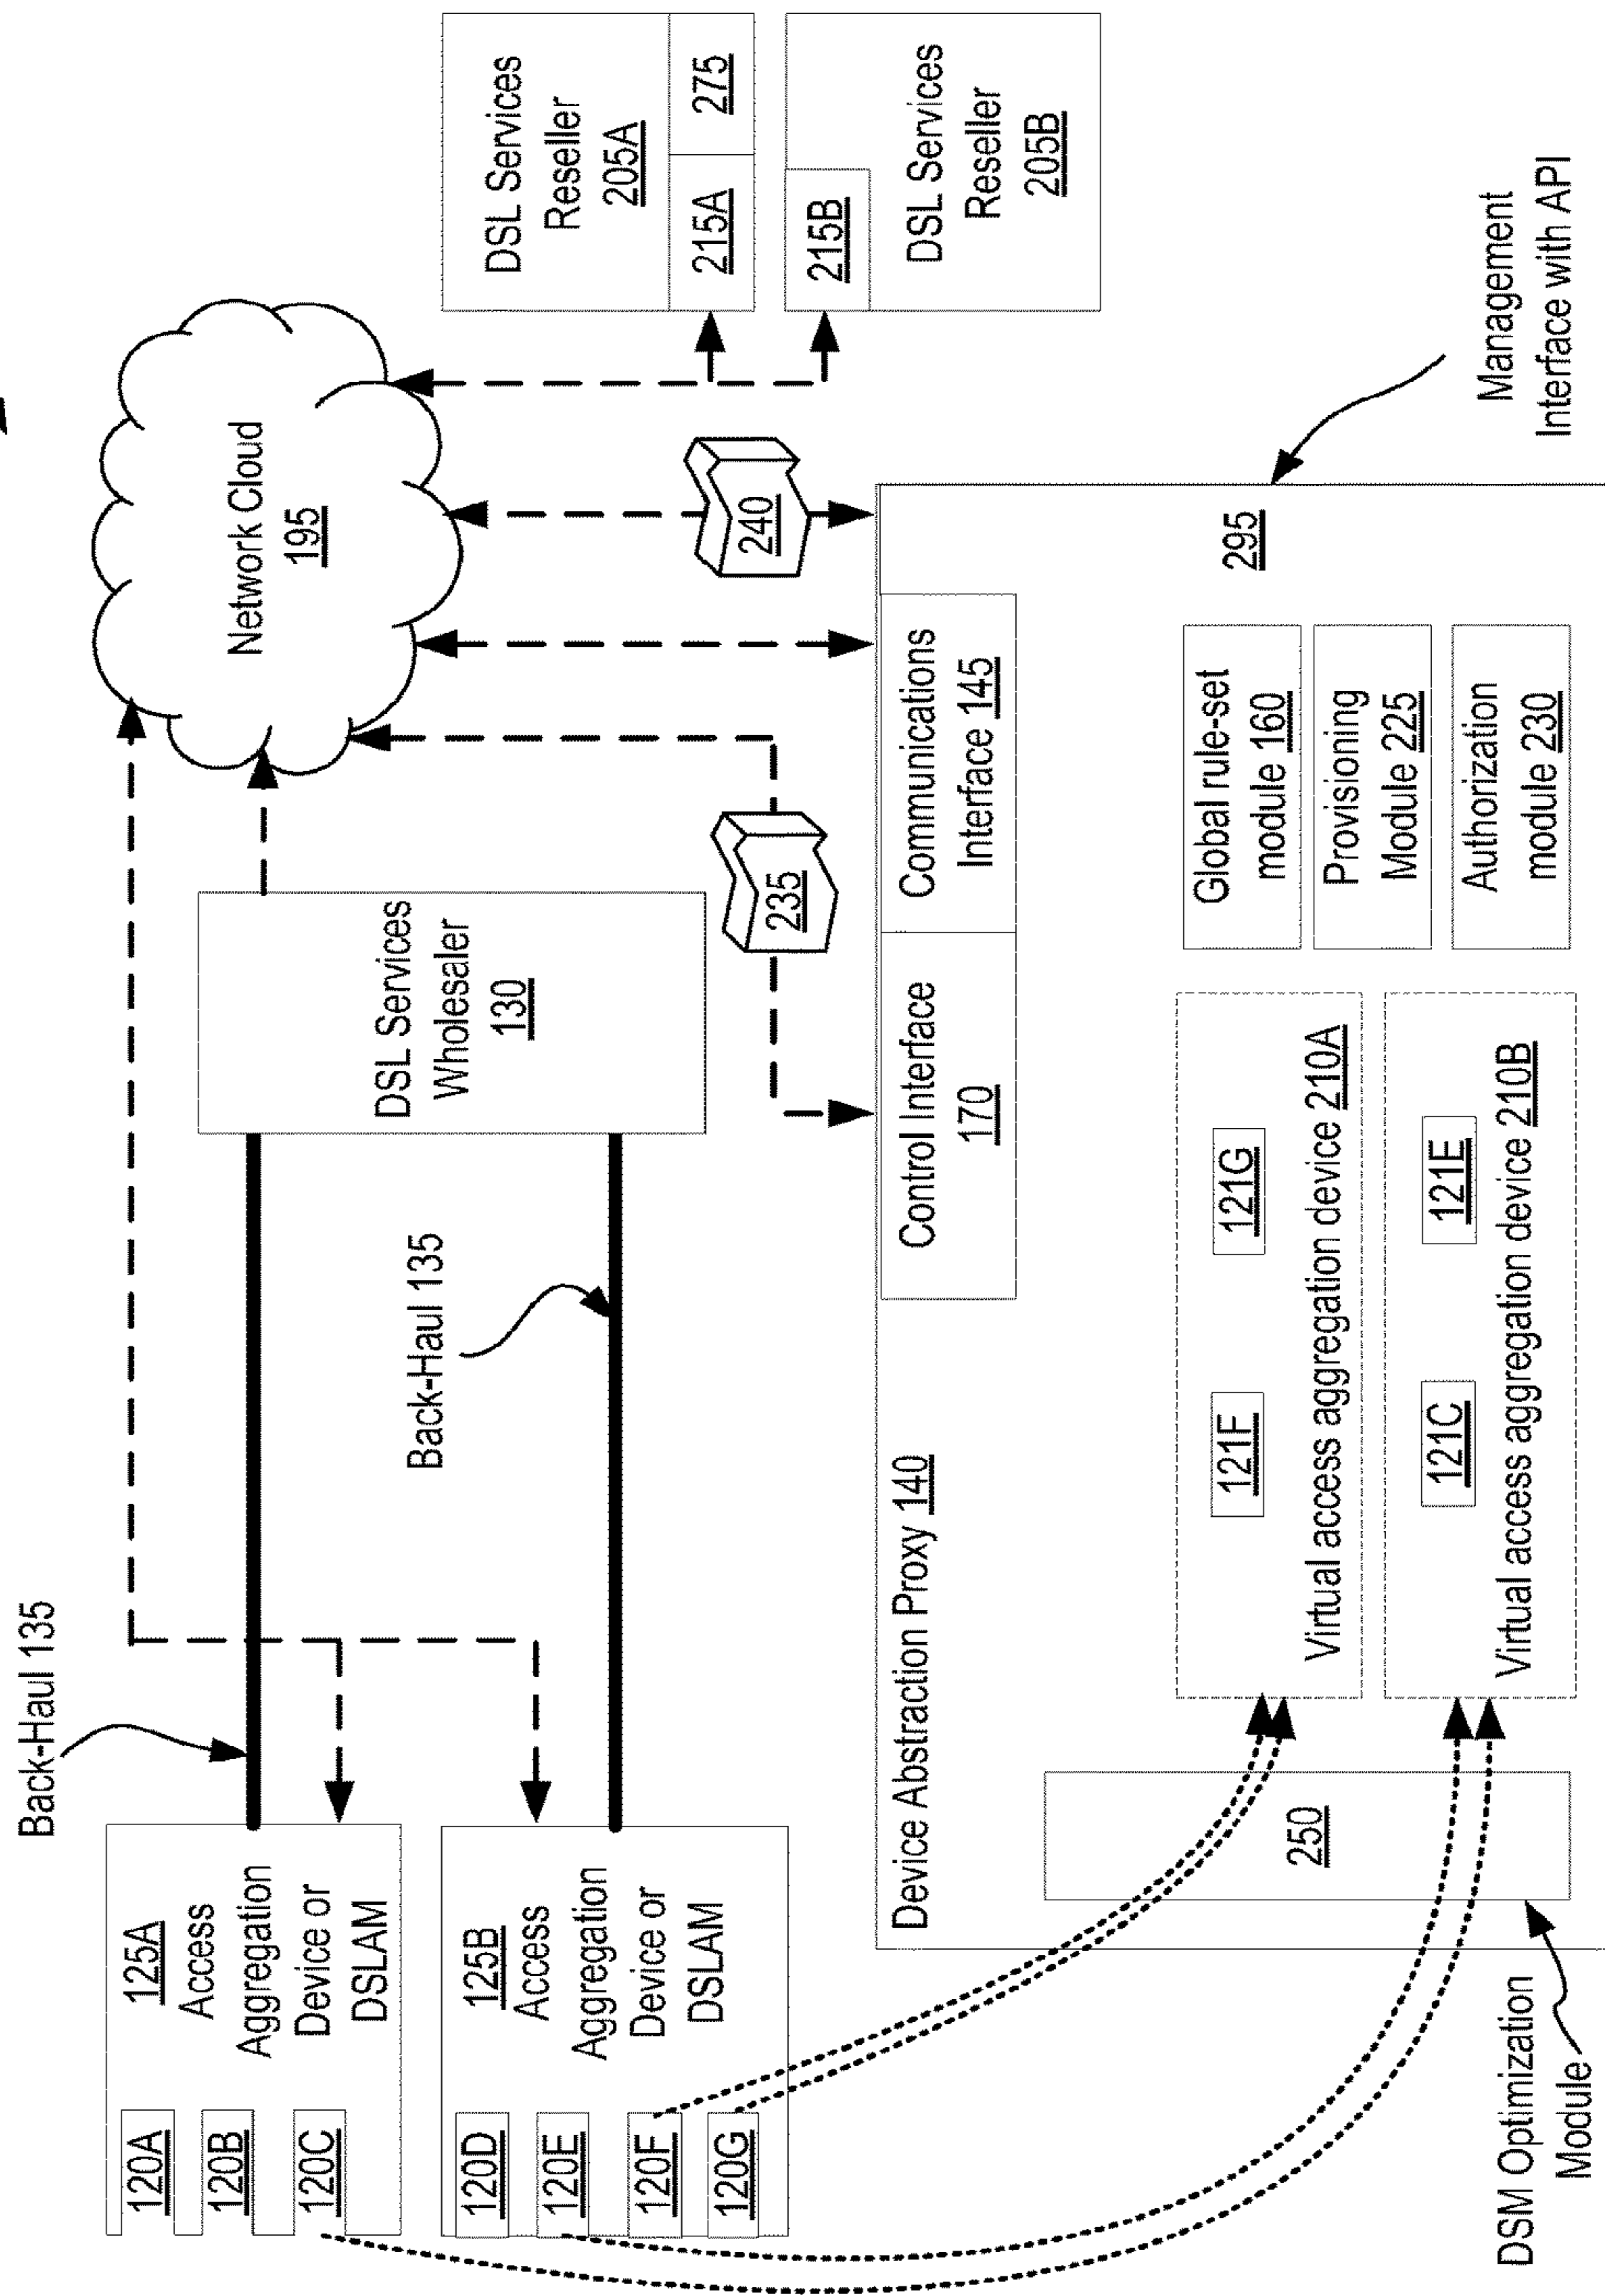 Back-Haul 135
125A
Access
Aggregation
Device or
DSLAM
120A
120B
120C
125B
Access
Aggregation
Device or
DSLAM
120D
120E
120F
120G
Back-Haul 135
DSL Services
Wholesaler
130
Network Cloud
195
DSL Services
Reseller
205A
215A
275
215B
DSL Services
Reseller
205B
235
240
Device Abstraction Proxy 140
Control Interface
170
Communications
Interface 145
295
Management
Interface with API
250
DSM Optimization
Module
121F
121G
Virtual access aggregation device 210A
121C
121E
Virtual access aggregation device 210B
Global rule-set
module 160
Provisioning
Module 225
Authorization
module 230